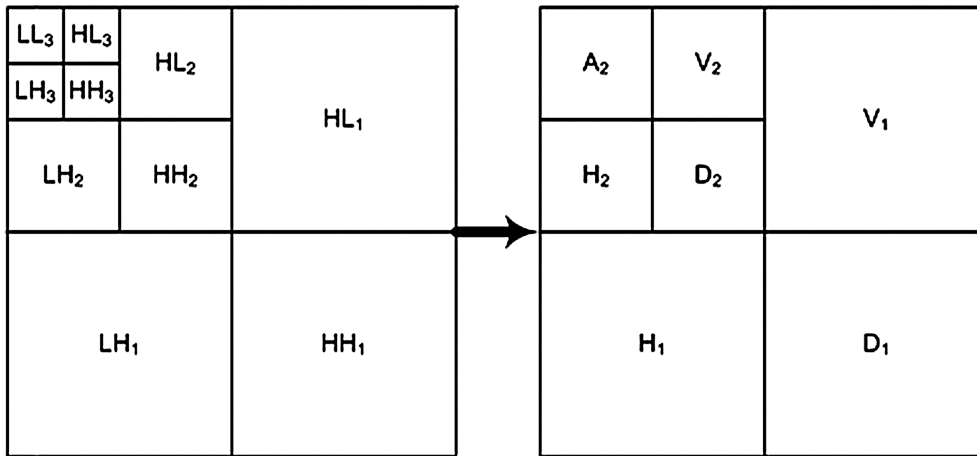 LL₃ HL₃
HL₂
LH₃ HH₃
HL₁
LH₂ HH₂
LH₁ HH₁
A₂ V₂
V₁
H₂ D₂
H₁ D₁